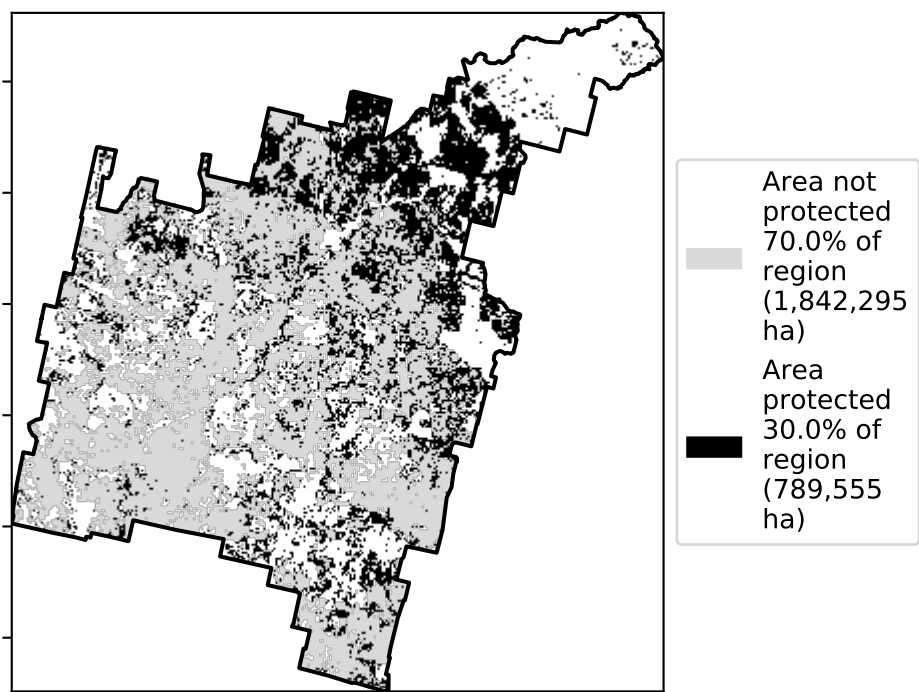 Area not
protected
70.0% of
region
(1,842,295
ha)
Area
protected
30.0% of
region
(789,555
ha)